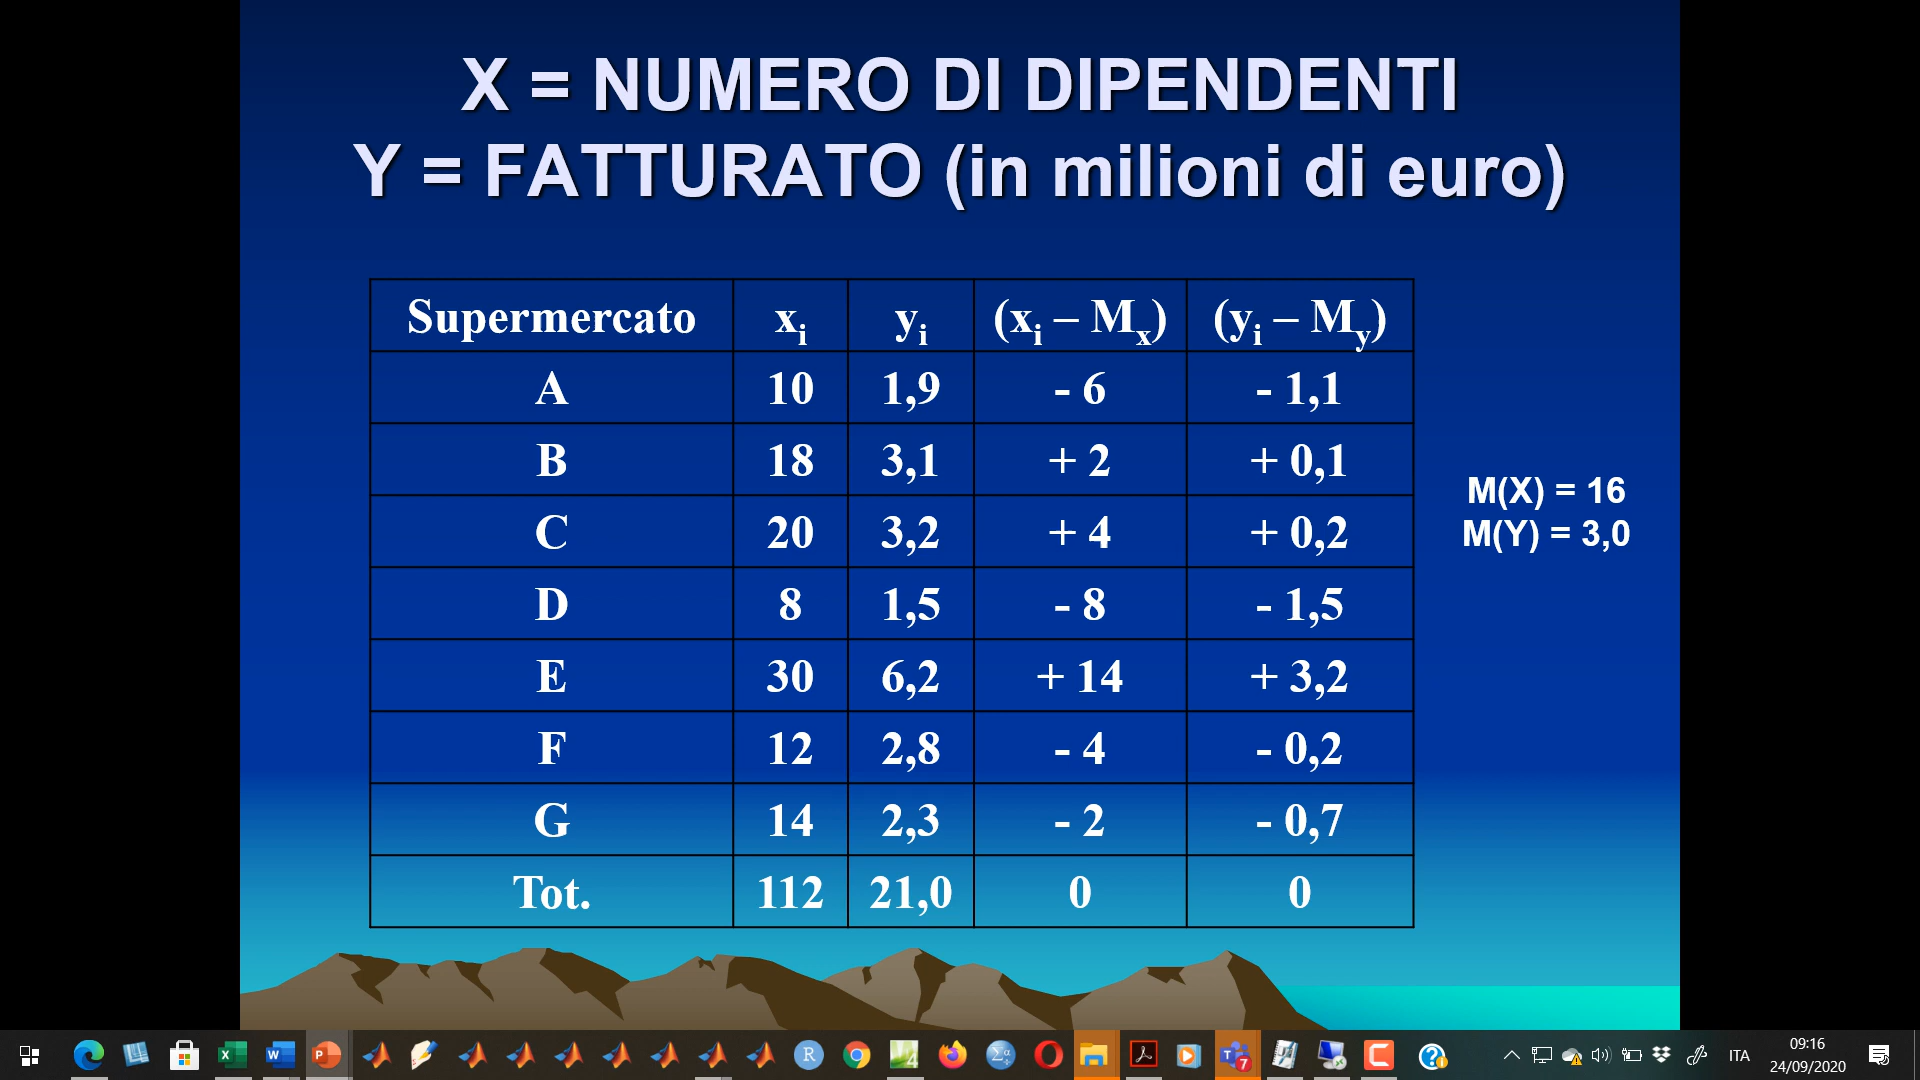 X = NUMERO DI DIPENDENTI
Y = FATTURATO (in milioni di euro)
Supermercato xi yi (xi – Mx) (yi – My)
A 10 1,9 - 6 - 1,1
B 18 3,1 + 2 + 0,1
C 20 3,2 + 4 + 0,2
D 8 1,5 - 8 - 1,5
E 30 6,2 + 14 + 3,2
F 12 2,8 - 4 - 0,2
G 14 2,3 - 2 - 0,7
Tot. 112 21,0 0 0
M(X) = 16
M(Y) = 3,0
ITA
09:16
24/09/2020